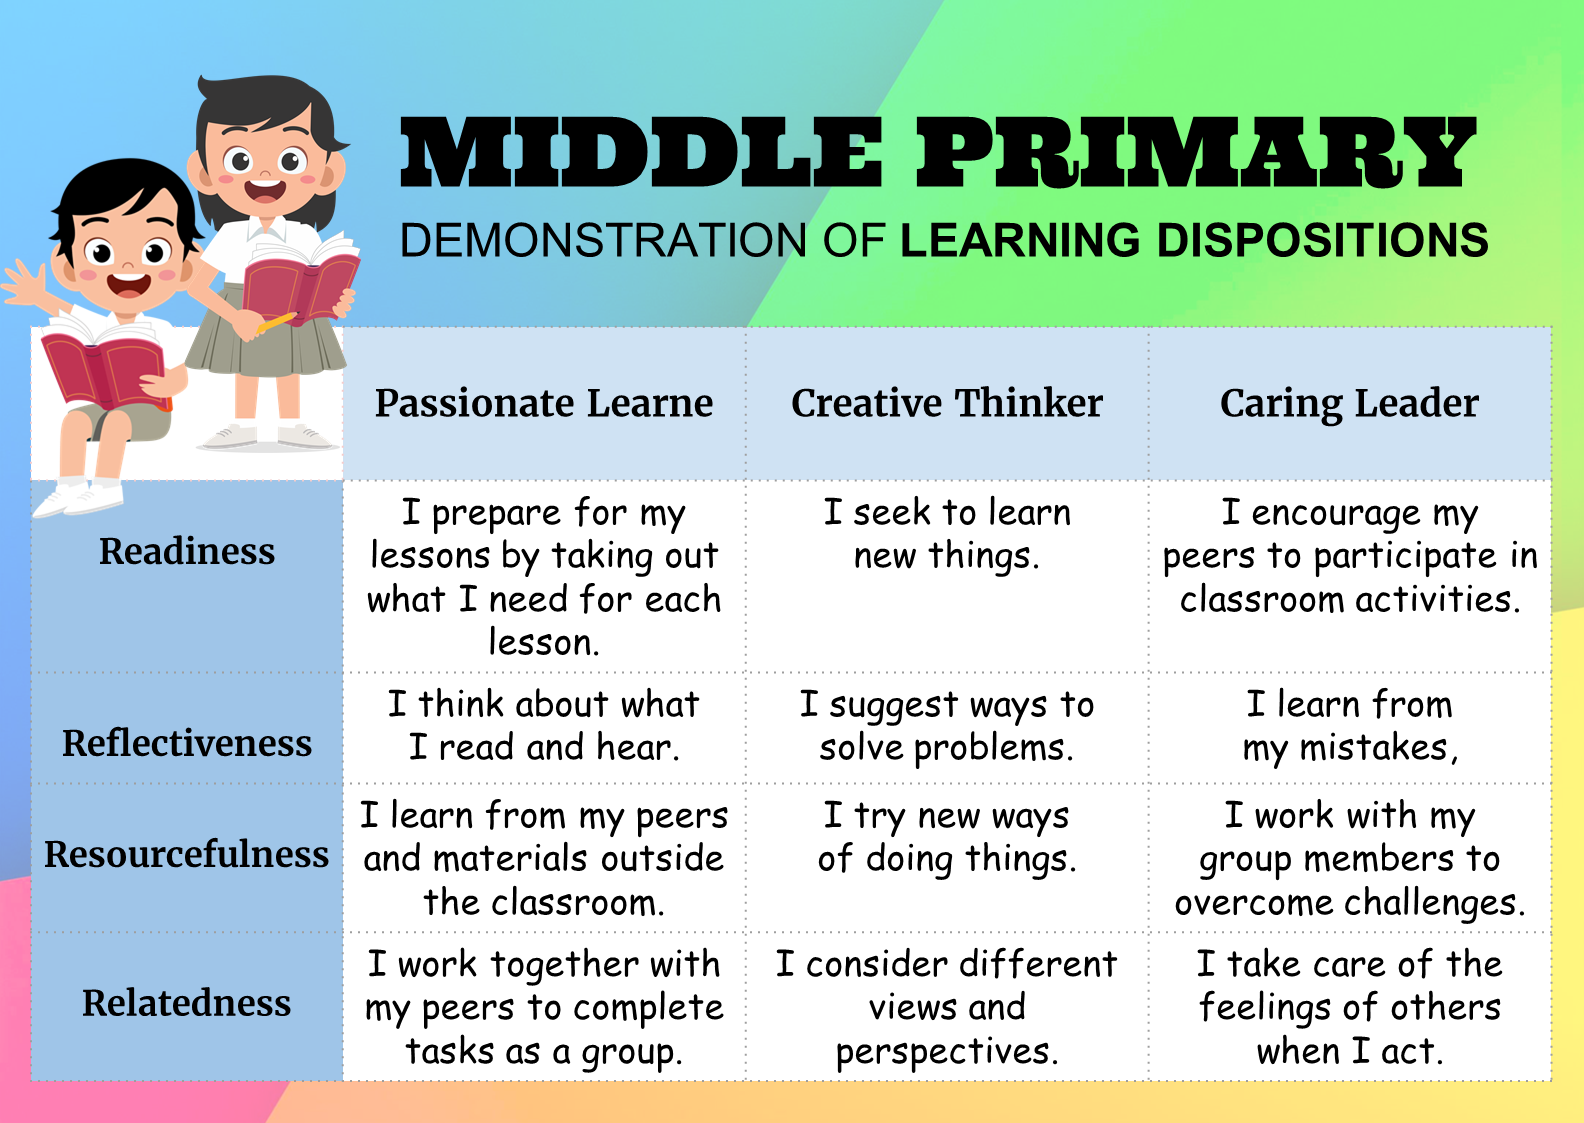 MIDDLE PRIMARY
DEMONSTRATION OF LEARNING DISPOSITIONS
Passionate Learne
Creative Thinker
Caring Leader
Readiness
I prepare for my
lessons by taking out
what I need for each
lesson.
I seek to learn
new things.
I encourage my
peers to participate in
classroom activities.
Reflectiveness
I think about what
I read and hear.
I suggest ways to
solve problems.
I learn from
my mistakes,
Resourcefulness
I learn from my peers
and materials outside
the classroom.
I try new ways
of doing things.
I work with my
group members to
overcome challenges.
Relatedness
I work together with
my peers to complete
tasks as a group.
I consider different
views and
perspectives.
I take care of the
feelings of others
when I act.